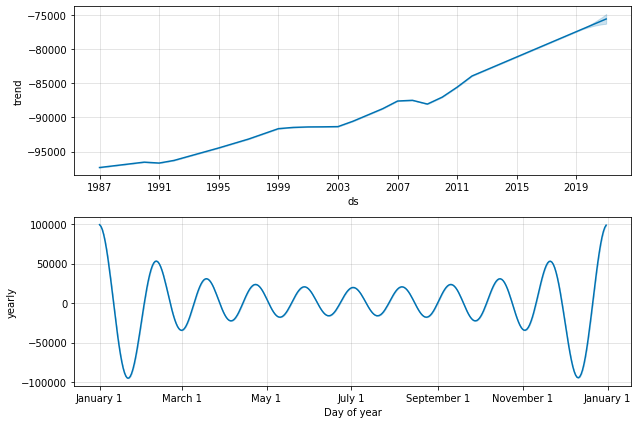 −75000
−80000
−85000
−90000
−95000
trend
1987 1991 1995 1999 2003 2007 2011 2015 2019
ds
100000
50000
0
−50000
−100000
yearly
January 1 March 1 May 1 July 1 September 1 November 1 January 1
Day of year